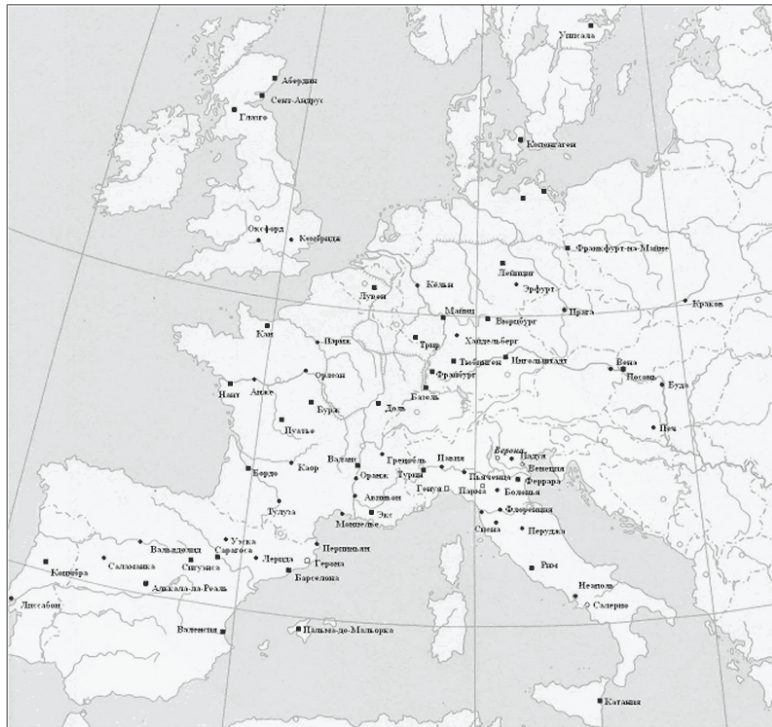 Упсала
Абердин
Сент-Андрус
Глазго
Копенгаген
Оксфорд
Кембридж
Франкфурт-на-Майне
Лейпциг
Эрфурт
Кёльн
Лувен
Краков
Прага
Майнц
Вюрцбург
Кан
Париж
Трир
Хайдельберг
Тюбинген
Ингольштадт
Вена
Фрайбург
Позонь
Орлеан
Базель
Буда
Нант
Анже
Бурж
Доль
Пуатье
Печ
Верона
Гренобль
Павия
Падуя
Валанс
Венеция
Бордо
Каор
Турин
Пьяченца
Оранж
Феррара
Генуя
Парма
Болонья
Авиньон
Тулуза
Экс
Флоренция
Монпелье
Сиена
Перуджа
Уэска
Перпиньян
Вальядолид
Сарагоса
Лерида
Герона
Коимбра
Саламанка
Сигуэнса
Барселона
Рим
Алькала-ла-Реаль
Неаполь
Лиссабон
Салерно
Валенсия
Пальма-де-Мальорка
Катания